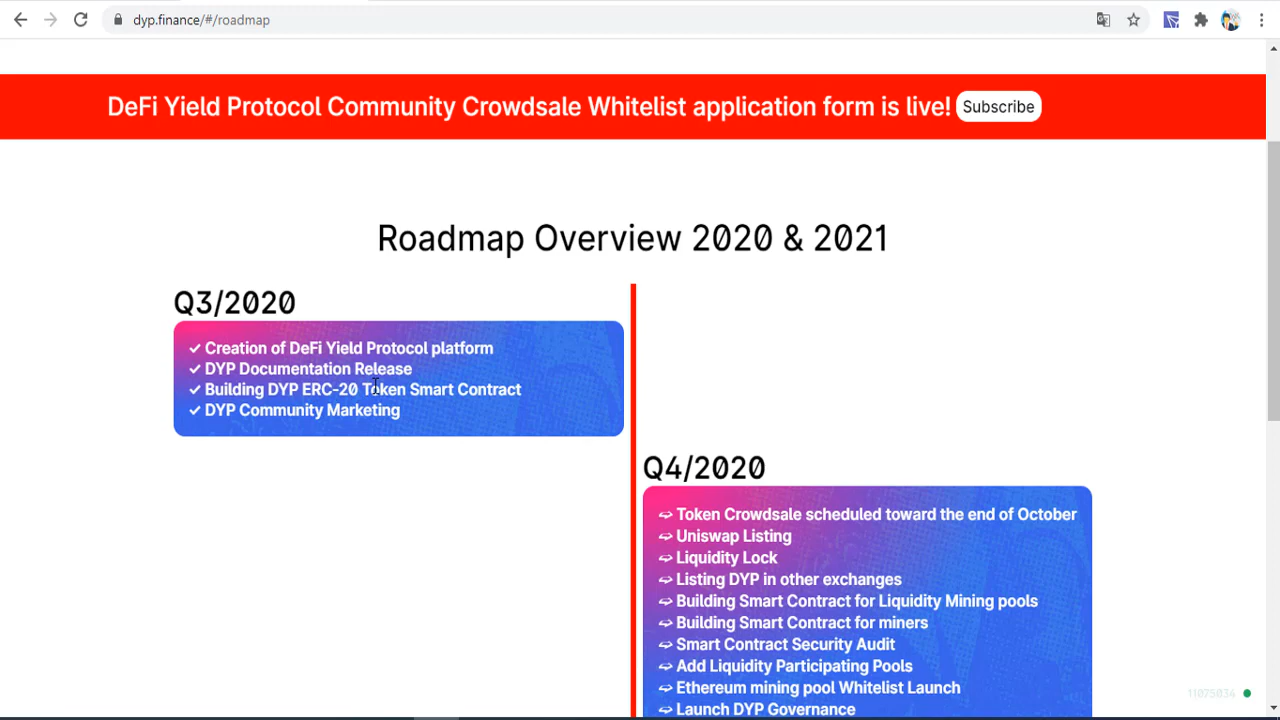 dyp.finance/#/roadmap
DeFi Yield Protocol Community Crowdsale Whitelist application form is live! Subscribe
Roadmap Overview 2020 & 2021
Q3/2020
✓ Creation of DeFi Yield Protocol platform
✓ DYP Documentation Release
✓ Building DYP ERC-20 Token Smart Contract
✓ DYP Community Marketing
Q4/2020
Token Crowdsale scheduled toward the end of October
Uniswap Listing
Liquidity Lock
Listing DYP in other exchanges
Building Smart Contract for Liquidity Mining pools
Building Smart Contract for miners
Smart Contract Security Audit
Add Liquidity Participating Pools
Ethereum mining pool Whitelist Launch
Launch DYP Governance
11075034